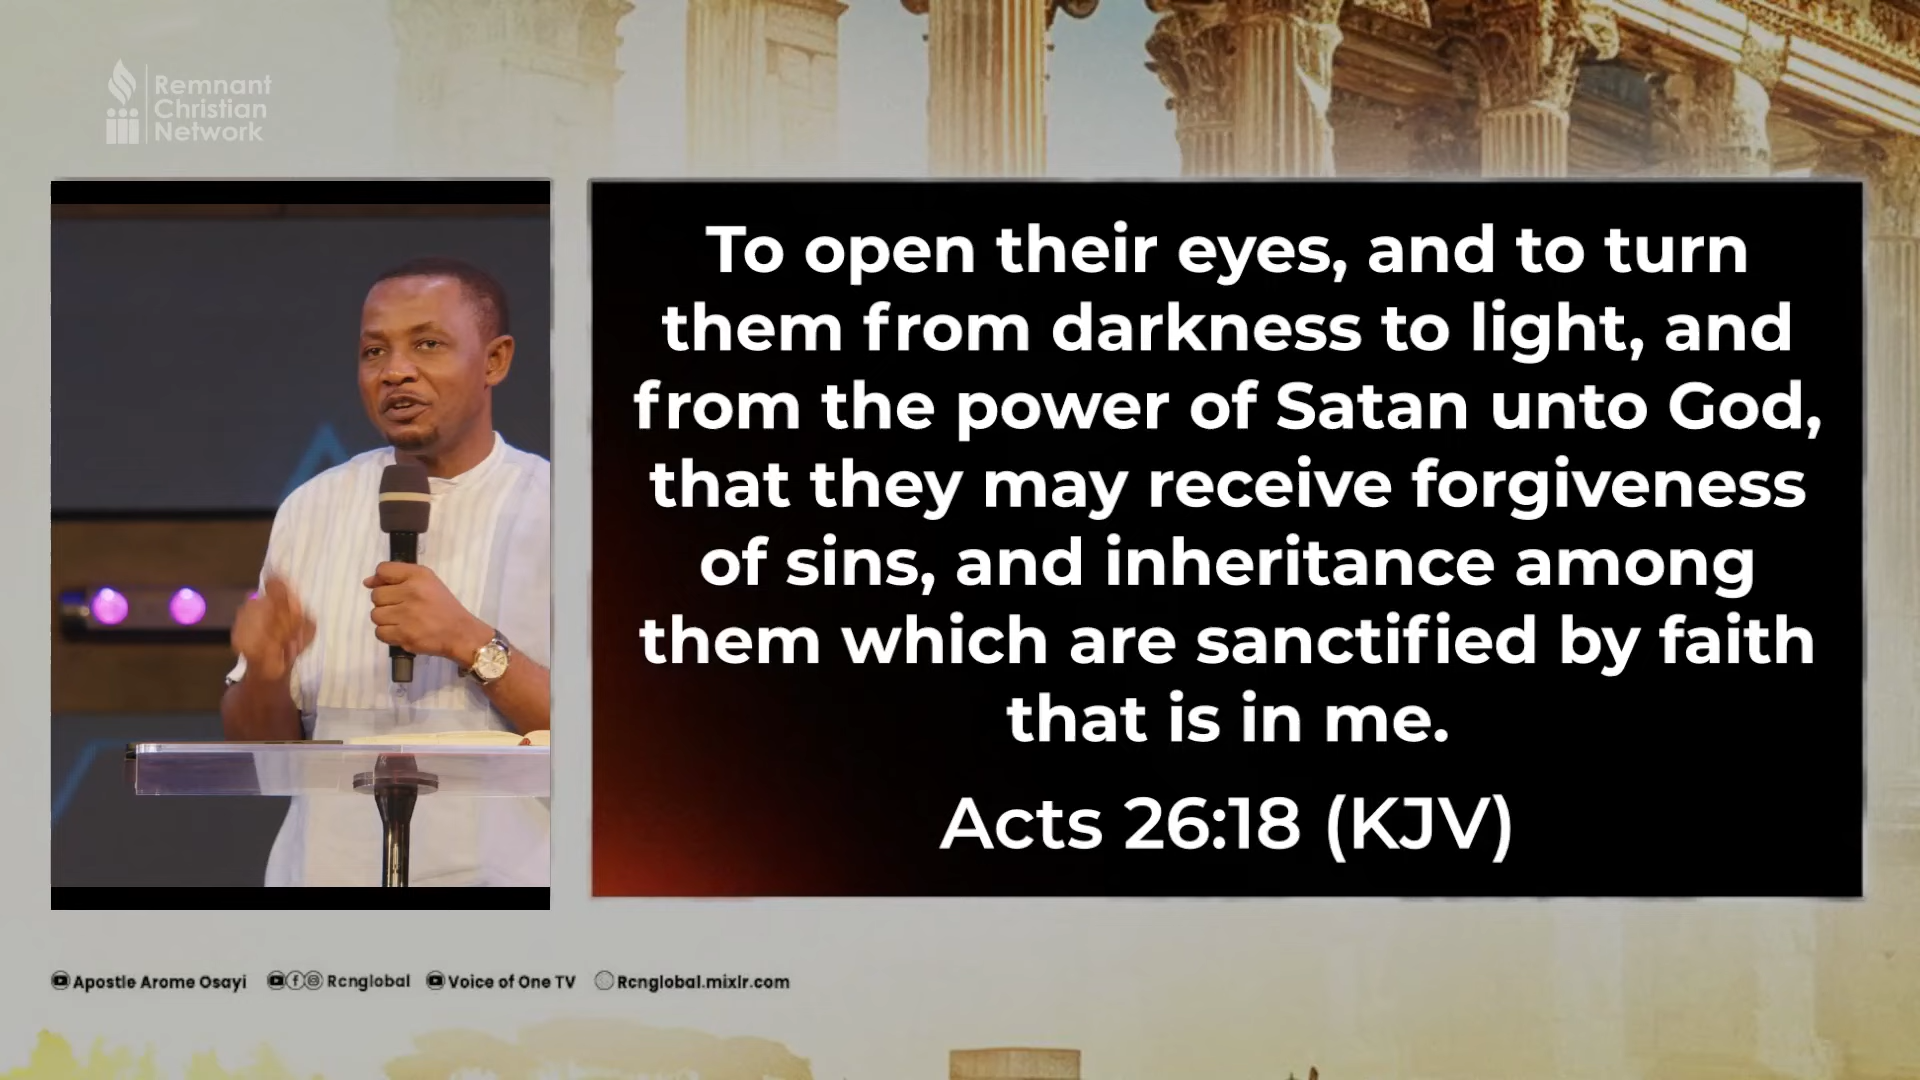 Remnant
Christian
Network
To open their eyes, and to turn
them from darkness to light, and
from the power of Satan unto God,
that they may receive forgiveness
of sins, and inheritance among
them which are sanctified by faith
that is in me.
Acts 26:18 (KJV)
Apostle Arome Osayi Rcnglobal Voice of One TV Rcnglobal.mixlr.com